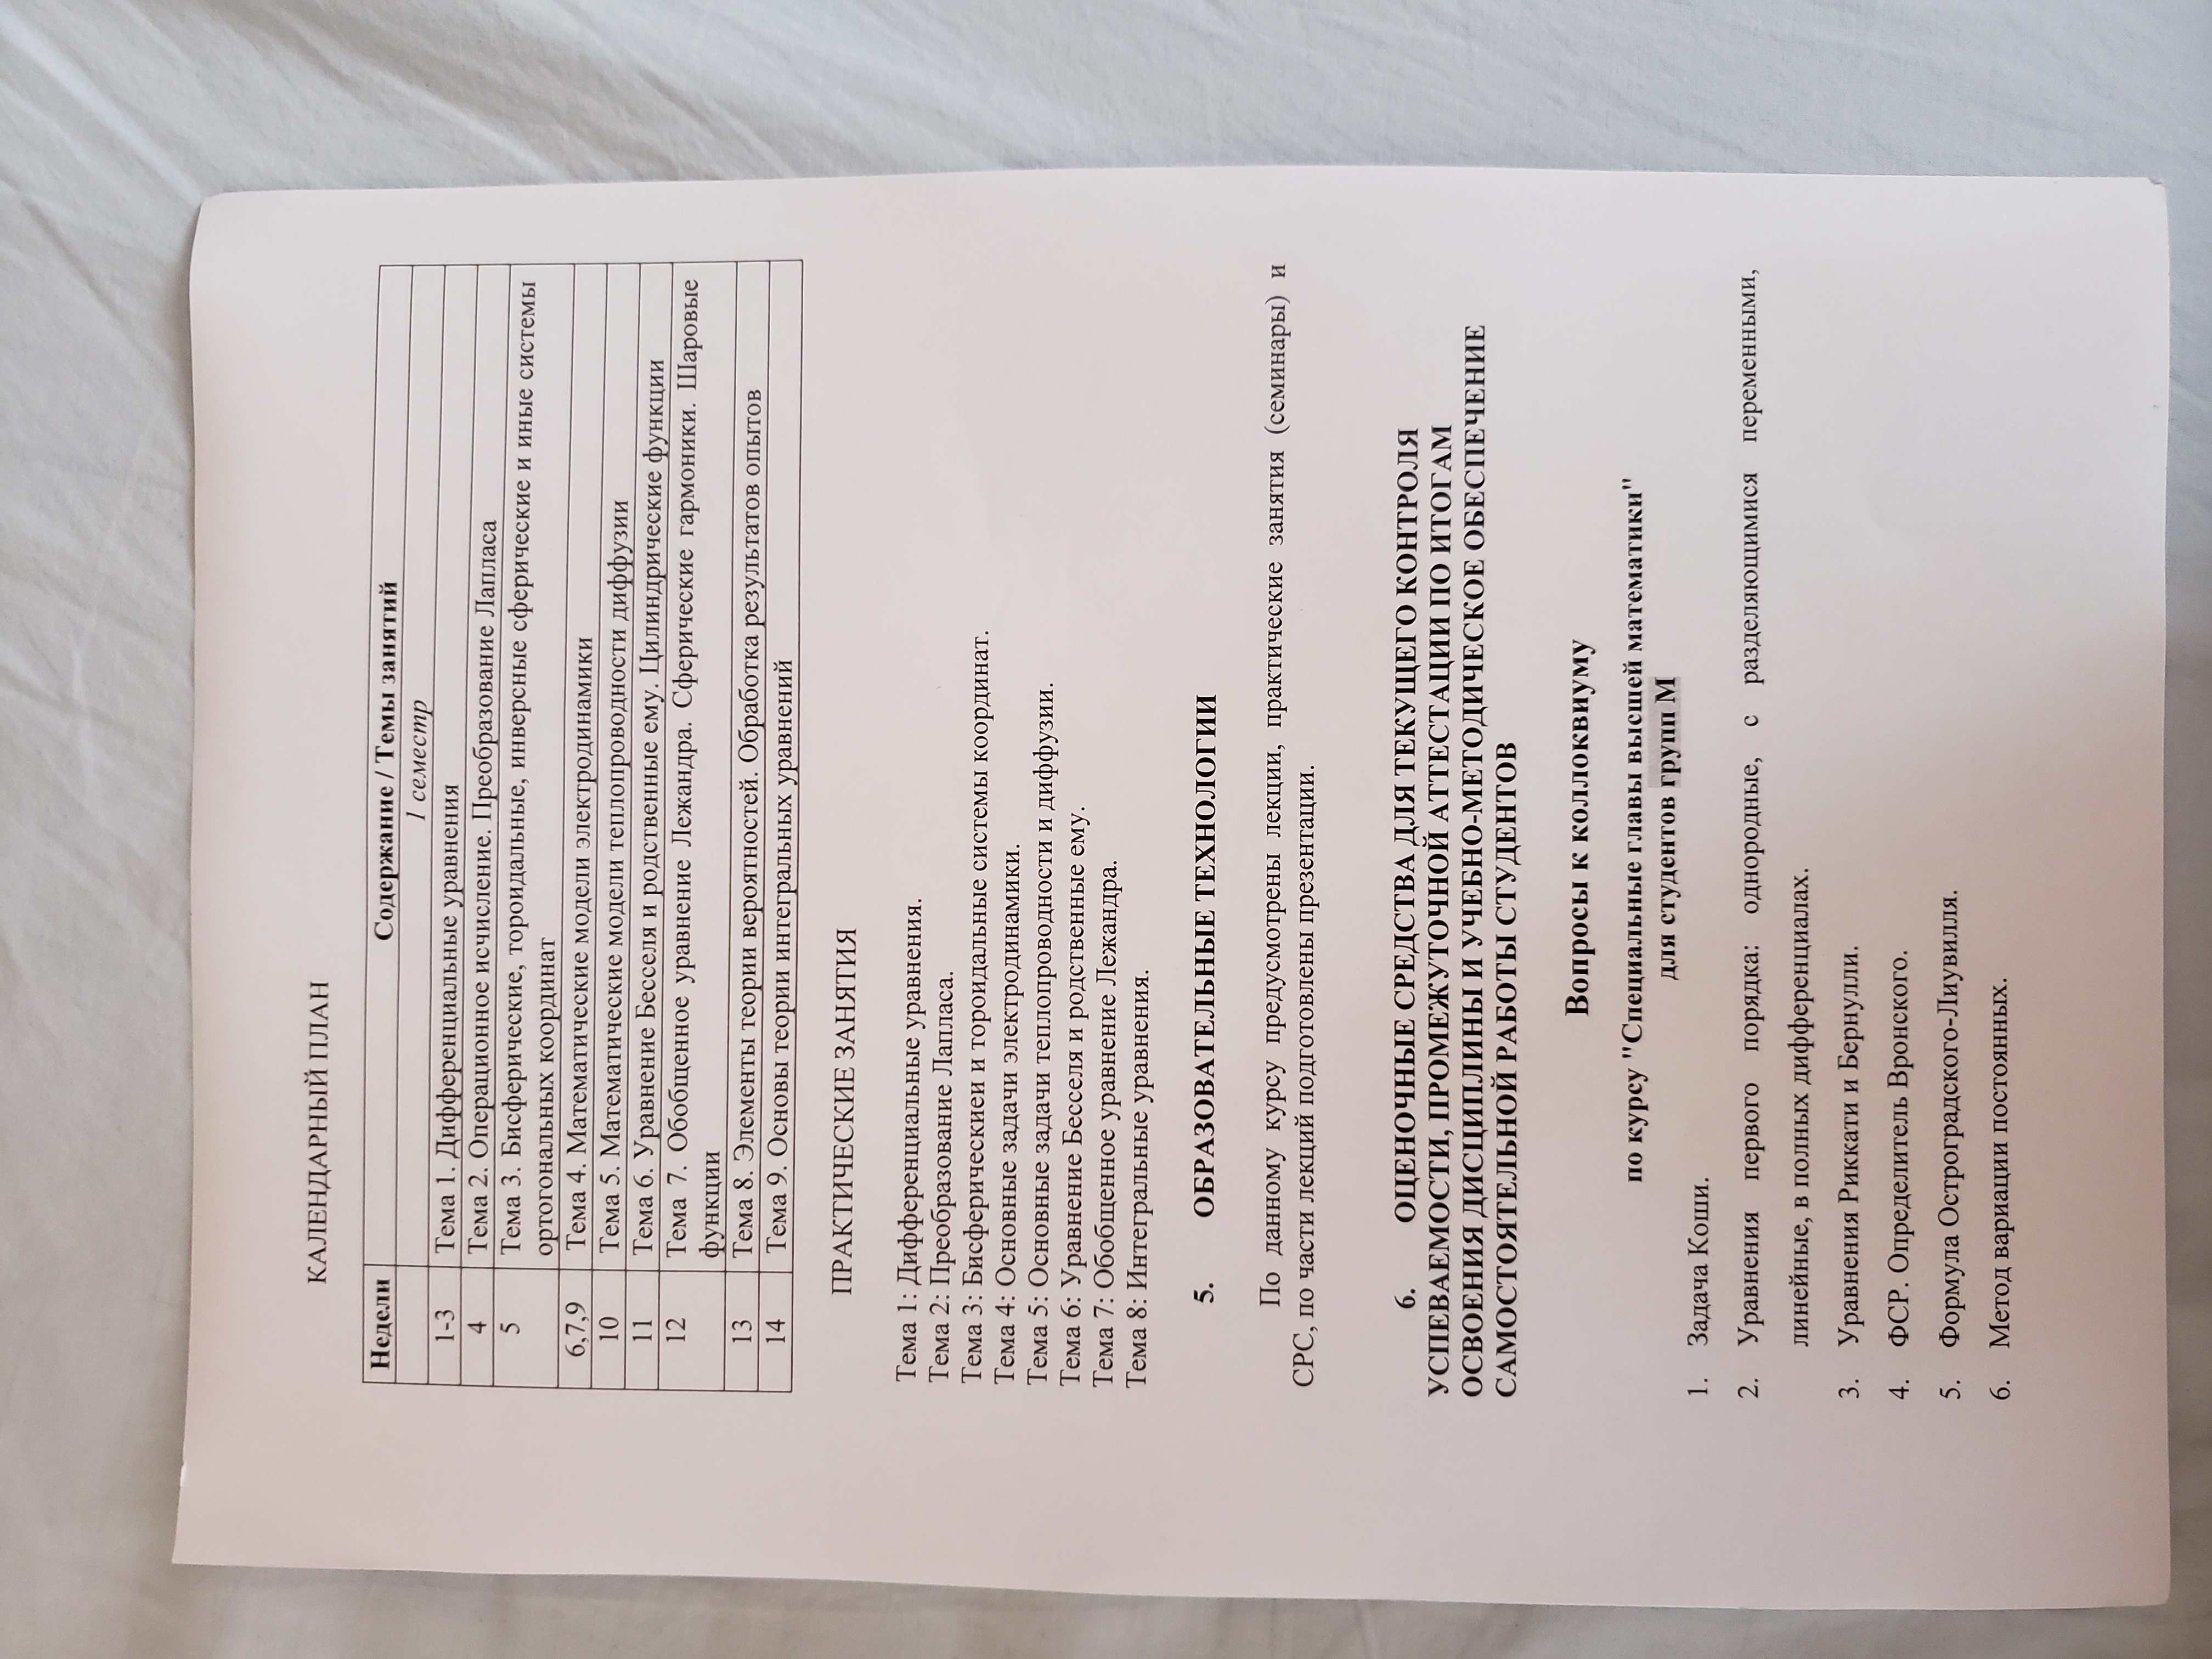 КАЛЕНДАРНЫЙ ПЛАН
Недели Содержание / Темы занятий
1 семестр
1-3 Тема 1. Дифференциальные уравнения
4 Тема 2. Операционное исчисление. Преобразование Лапласа
5 Тема 3. Бисферические, тороидальные, инверсные сферические и иные системы
ортогональных координат
6,7,9 Тема 4. Математические модели электродинамики
10 Тема 5. Математические модели теплопроводности диффузии
11 Тема 6. Уравнение Бесселя и родственные ему. Цилиндрические функции
12 Тема 7. Обобщенное уравнение Лежандра. Сферические гармоники. Шаровые
функции
13 Тема 8. Элементы теории вероятностей. Обработка результатов опытов
14 Тема 9. Основы теории интегральных уравнений
ПРАКТИЧЕСКИЕ ЗАНЯТИЯ
Тема 1: Дифференциальные уравнения.
Тема 2: Преобразование Лапласа.
Тема 3: Бисферическиеи и тороидальные системы координат.
Тема 4: Основные задачи электродинамики.
Тема 5: Основные задачи теплопроводности и диффузии.
Тема 6: Уравнение Бесселя и родственные ему.
Тема 7: Обобщенное уравнение Лежандра.
Тема 8: Интегральные уравнения.
5. ОБРАЗОВАТЕЛЬНЫЕ ТЕХНОЛОГИИ
По данному курсу предусмотрены лекции, практические занятия (семинары) и
СРС, по части лекций подготовлены презентации.
6. ОЦЕНОЧНЫЕ СРЕДСТВА ДЛЯ ТЕКУЩЕГО КОНТРОЛЯ
УСПЕВАЕМОСТИ, ПРОМЕЖУТОЧНОЙ АТТЕСТАЦИИ ПО ИТОГАМ
ОСВОЕНИЯ ДИСЦИПЛИНЫ И УЧЕБНО-МЕТОДИЧЕСКОЕ ОБЕСПЕЧЕНИЕ
САМОСТОЯТЕЛЬНОЙ РАБОТЫ СТУДЕНТОВ
Вопросы к коллоквиуму
по курсу "Специальные главы высшей математики"
для студентов групп М
1. Задача Коши.
2. Уравнения первого порядка: однородные, с разделяющимися переменными,
линейные, в полных дифференциалах.
3. Уравнения Риккати и Бернулли.
4. ФСР. Определитель Вронского.
5. Формула Остроградского-Лиувилля.
6. Метод вариации постоянных.